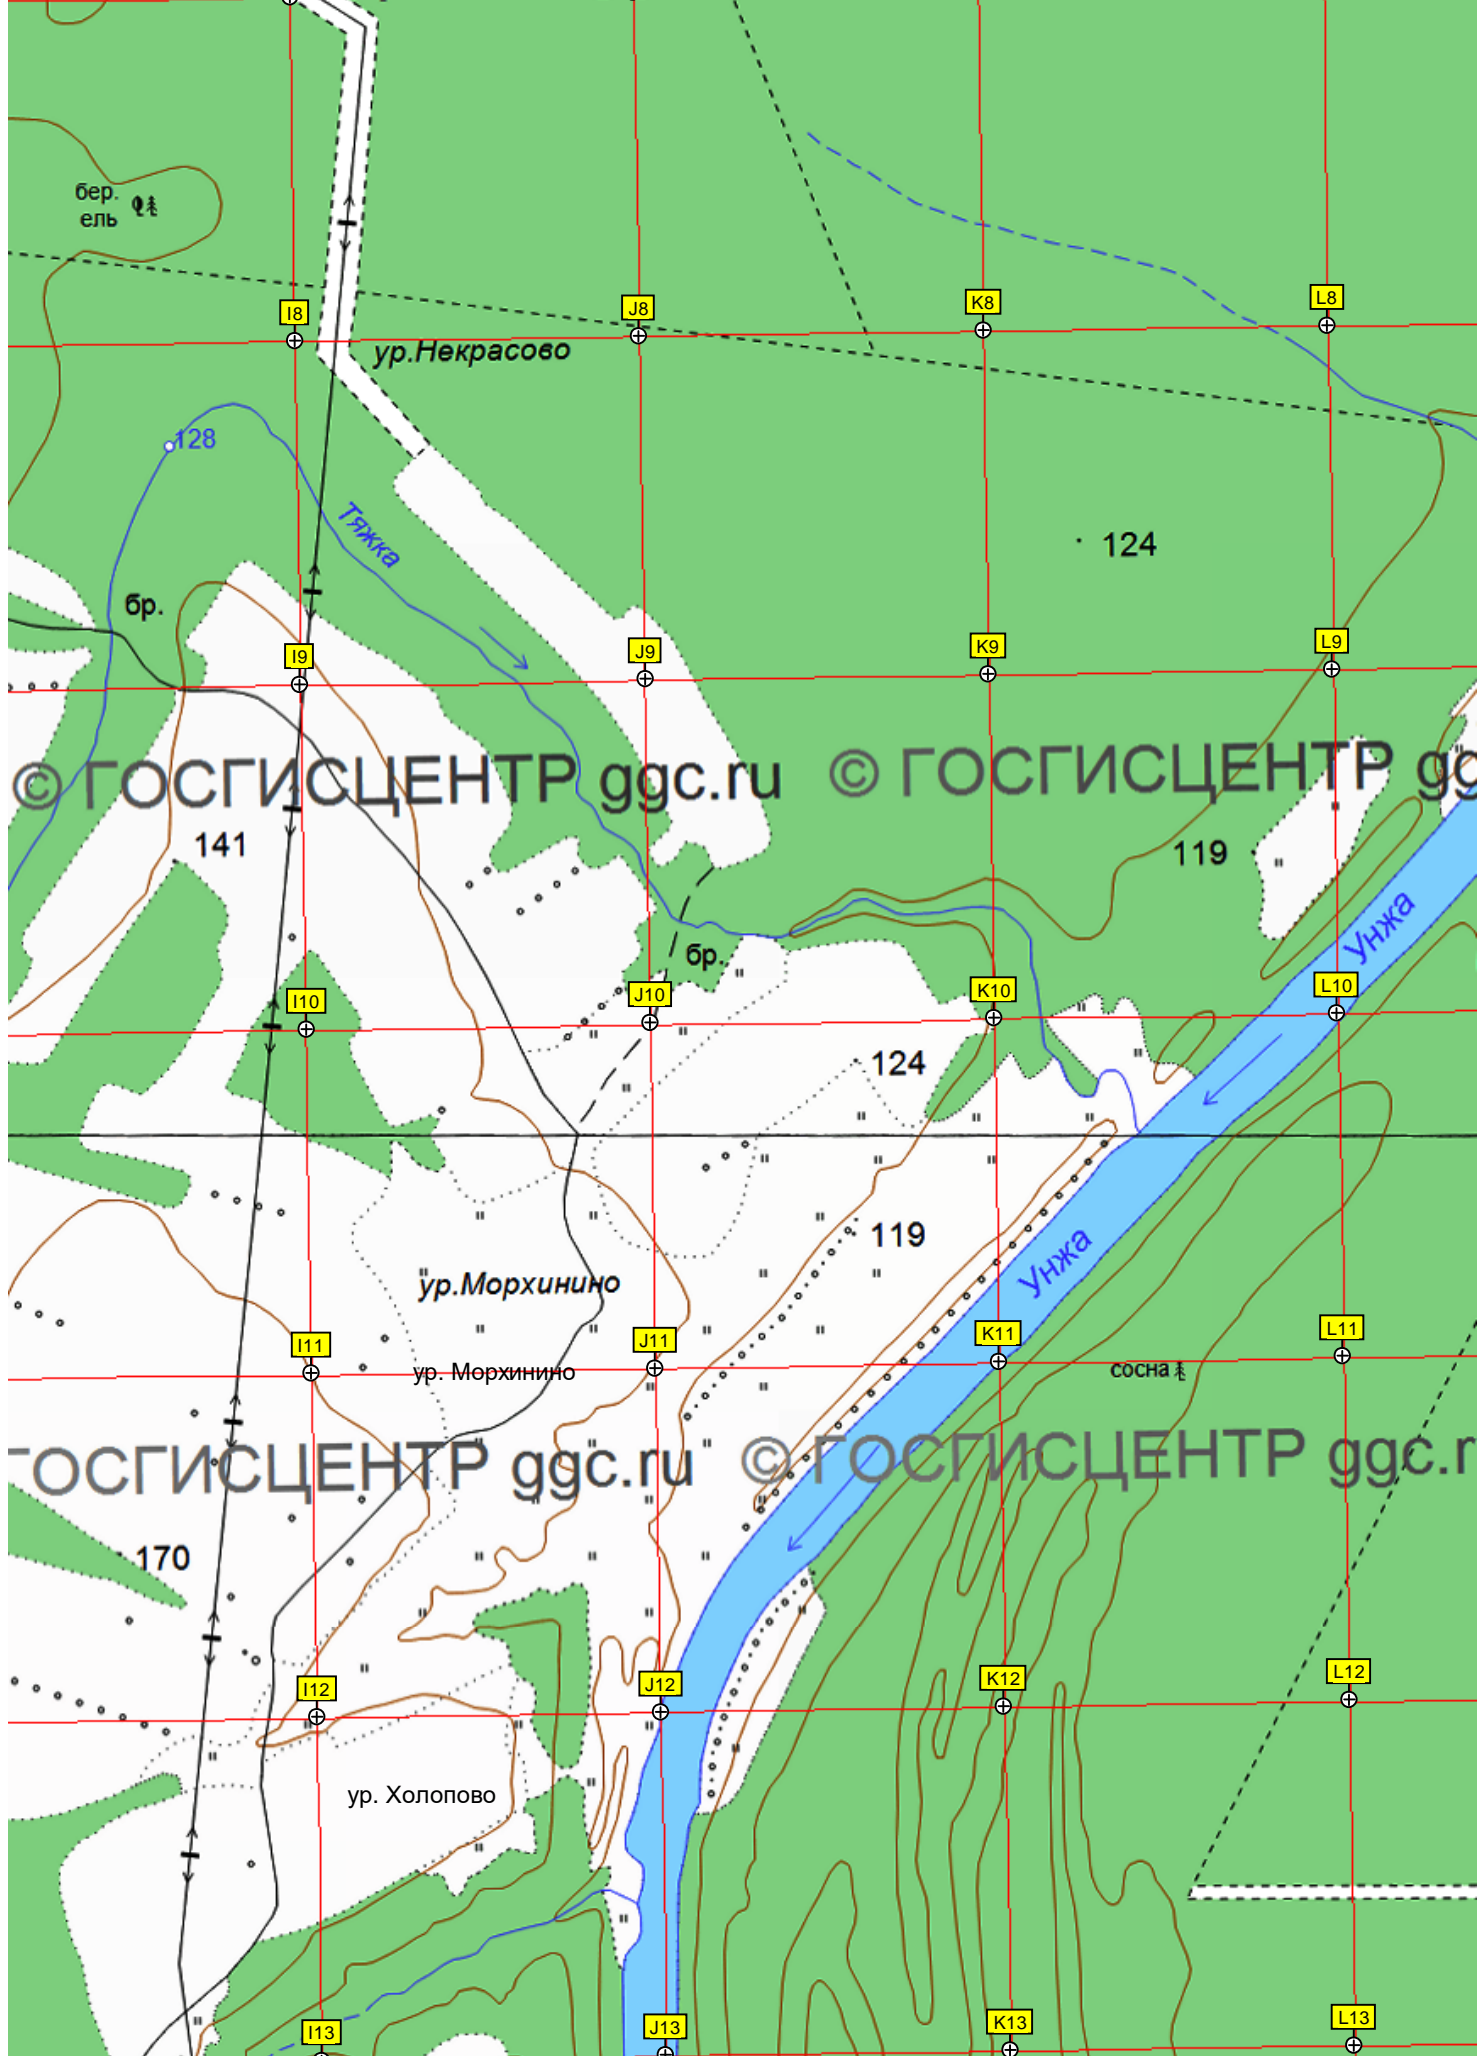 бер.
ель
I8
J8
K8
L8
ур.Некрасово
128
Тяжка
124
бр.
I9
J9
K9
L9
© ГОСГИСЦЕНТР ggc.ru
© ГОСГИСЦЕНТР gg
141
119
Унжа
бр.
I10
J10
K10
L10
124
119
Унжа
ур.Морхинино
I11
J11
K11
L11
ур. Морхинино
сосна
ГОСГИСЦЕНТР ggc.ru
© ГОСГИСЦЕНТР ggc.r
170
I12
J12
K12
L12
ур. Холопово
I13
J13
K13
L13